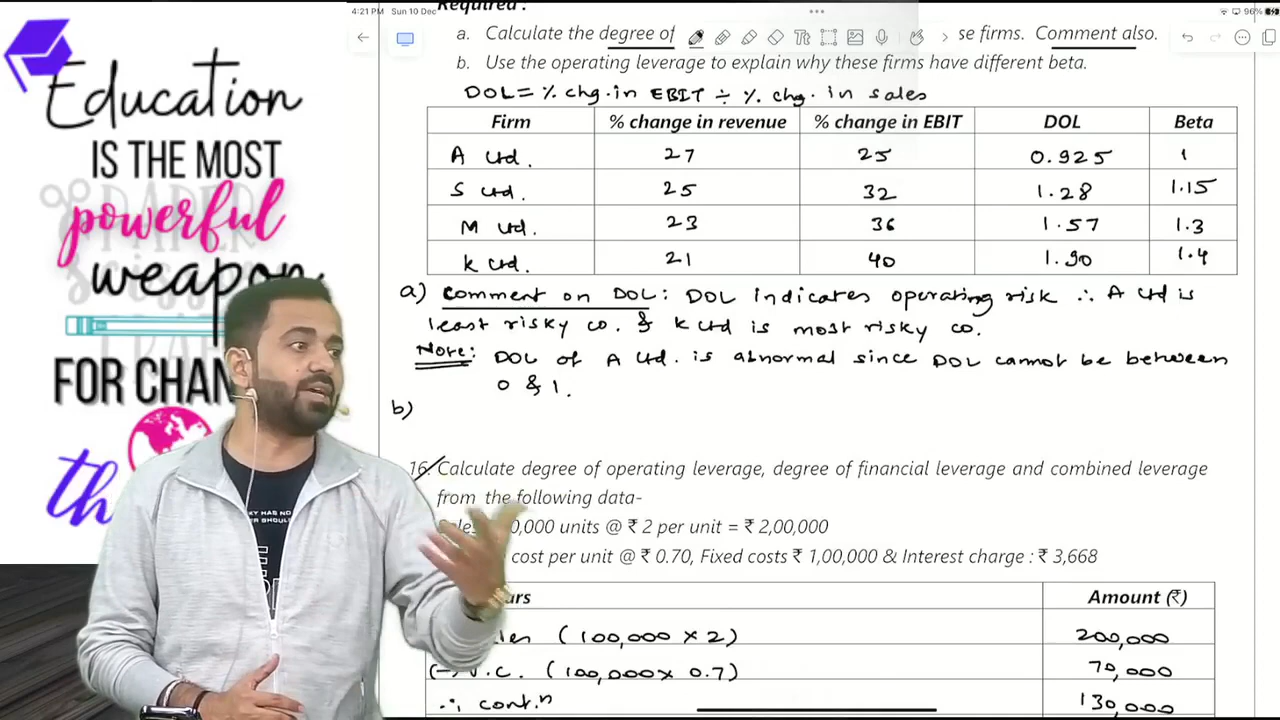 4:21 PM Sun 10 Dec
96%
Required :
a. Calculate the degree of se firms. Comment also.
b. Use the operating leverage to explain why these firms have different beta.
DOL = % chg. in EBIT ÷ % chg. in sales
Firm % change in revenue % change in EBIT DOL Beta
A Ltd. 27 25 0.925 1
S Ltd. 25 32 1.28 1.15
M Ltd. 23 36 1.57 1.3
K Ltd. 21 40 1.90 1.4
a) Comment on DOL : DOL indicates operating risk ∴ A Ltd is
least risky co. & K Ltd is most risky co.
Note: DOL of A Ltd. is abnormal since DOL cannot be between
0 & 1.
b)
16. Calculate degree of operating leverage, degree of financial leverage and combined leverage
from the following data-
0,000 units @ ₹ 2 per unit = ₹ 2,00,000
cost per unit @ ₹ 0.70, Fixed costs ₹ 1,00,000 & Interest charge : ₹ 3,668
Amount (₹)
(100,000 × 2) 200,000
(-) V.C. (100,000 × 0.7) 70,000
∴ contⁿ 130,000
Education
IS THE MOST
powerful
weapon
FOR CHAN
th